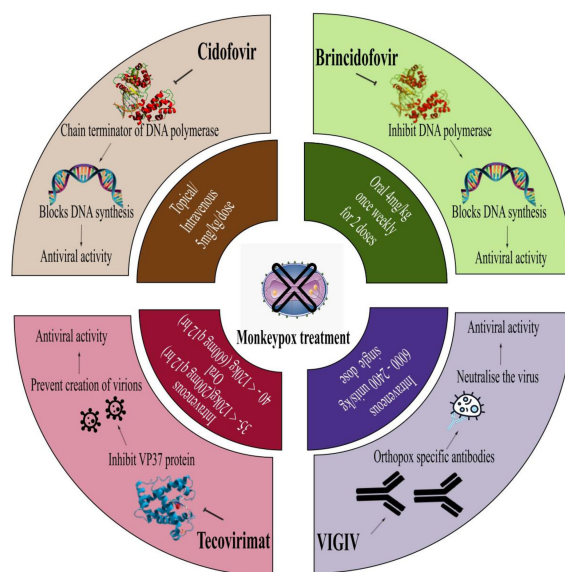 Cidofovir
Chain terminator of DNA polymerase
Blocks DNA synthesis
Antiviral activity
Topical/
Intravenous
5mg/kg/dose
Brincidofovir
Inhibit DNA polymerase
Blocks DNA synthesis
Antiviral activity
Oral 4mg/kg
once weekly
for 2 doses
Monkeypox treatment
Antiviral activity
Prevent creation of virions
Inhibit VP37 protein
Tecovirimat
Intravenous
35- < 120kg(200mg q12 hr)
Oral
40 - < 120kg (600mg q12 hr)
Antiviral activity
Neutralise the virus
Orthopox specific antibodies
VIGIV
Intraveneous
6000 - 2400 units/kg
single dose